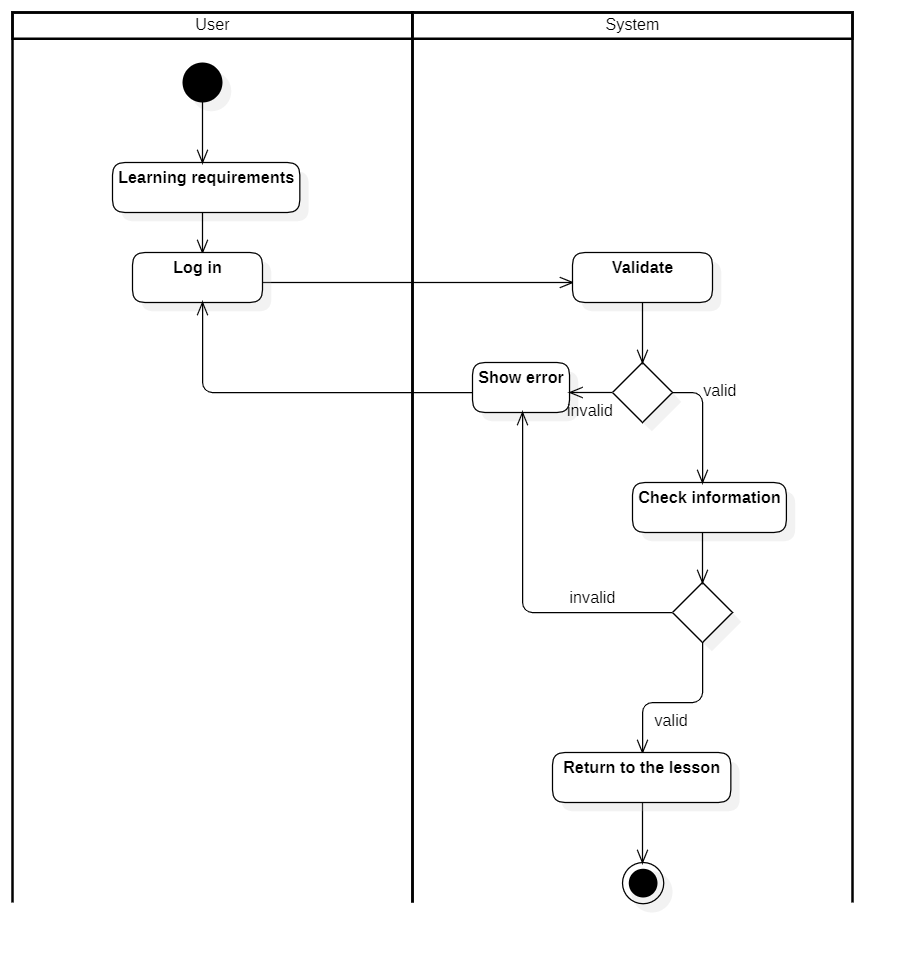 User
System
Learning requirements
Log in
Validate
Show error
invalid
valid
Check information
invalid
valid
Return to the lesson